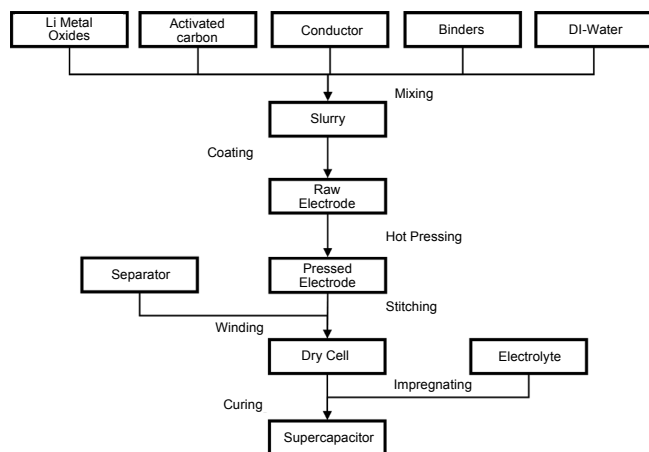 Li Metal
Oxides
Activated
carbon
Conductor
Binders
DI-Water
Mixing
Slurry
Coating
Raw
Electrode
Hot Pressing
Separator
Pressed
Electrode
Stitching
Winding
Dry Cell
Electrolyte
Impregnating
Curing
Supercapacitor